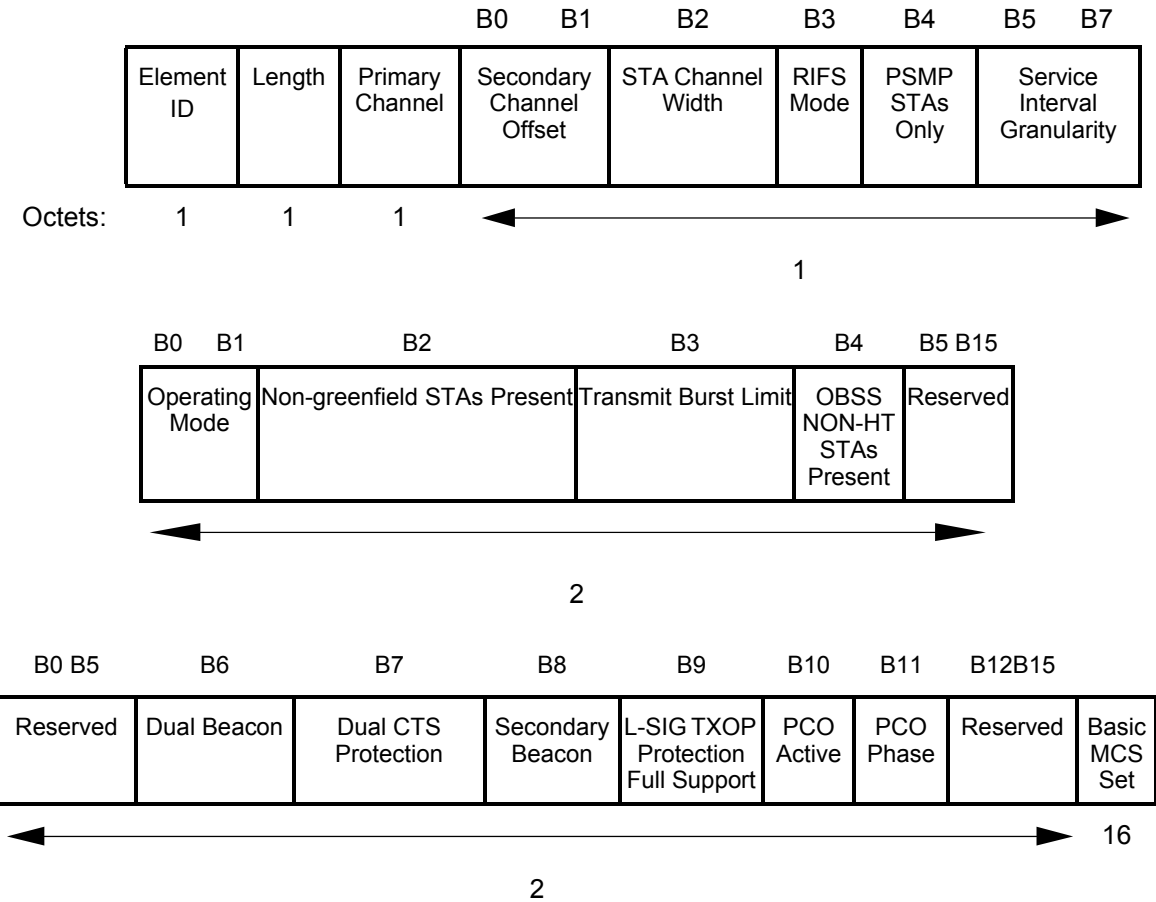 B0 B1 B2 B3 B4 B5 B7
Element ID
Length
Primary Channel
Secondary Channel Offset
STA Channel Width
RIFS Mode
PSMP STAs Only
Service Interval Granularity
Octets: 1 1 1
1
B0 B1 B2 B3 B4 B5 B15
Operating Mode
Non-greenfield STAs Present
Transmit Burst Limit
OBSS NON-HT STAs Present
Reserved
2
B0 B5 B6 B7 B8 B9 B10 B11 B12B15
Reserved
Dual Beacon
Dual CTS Protection
Secondary Beacon
L-SIG TXOP Protection Full Support
PCO Active
PCO Phase
Reserved
Basic MCS Set
16
2